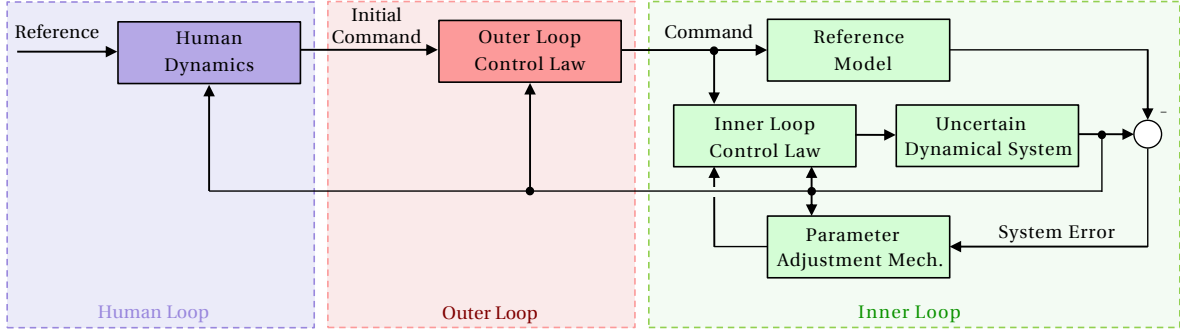 Reference
Human
Dynamics
Initial
Command
Outer Loop
Control Law
Command
Reference
Model
Inner Loop
Control Law
Uncertain
Dynamical System
-
Parameter
Adjustment Mech.
System Error
Human Loop
Outer Loop
Inner Loop